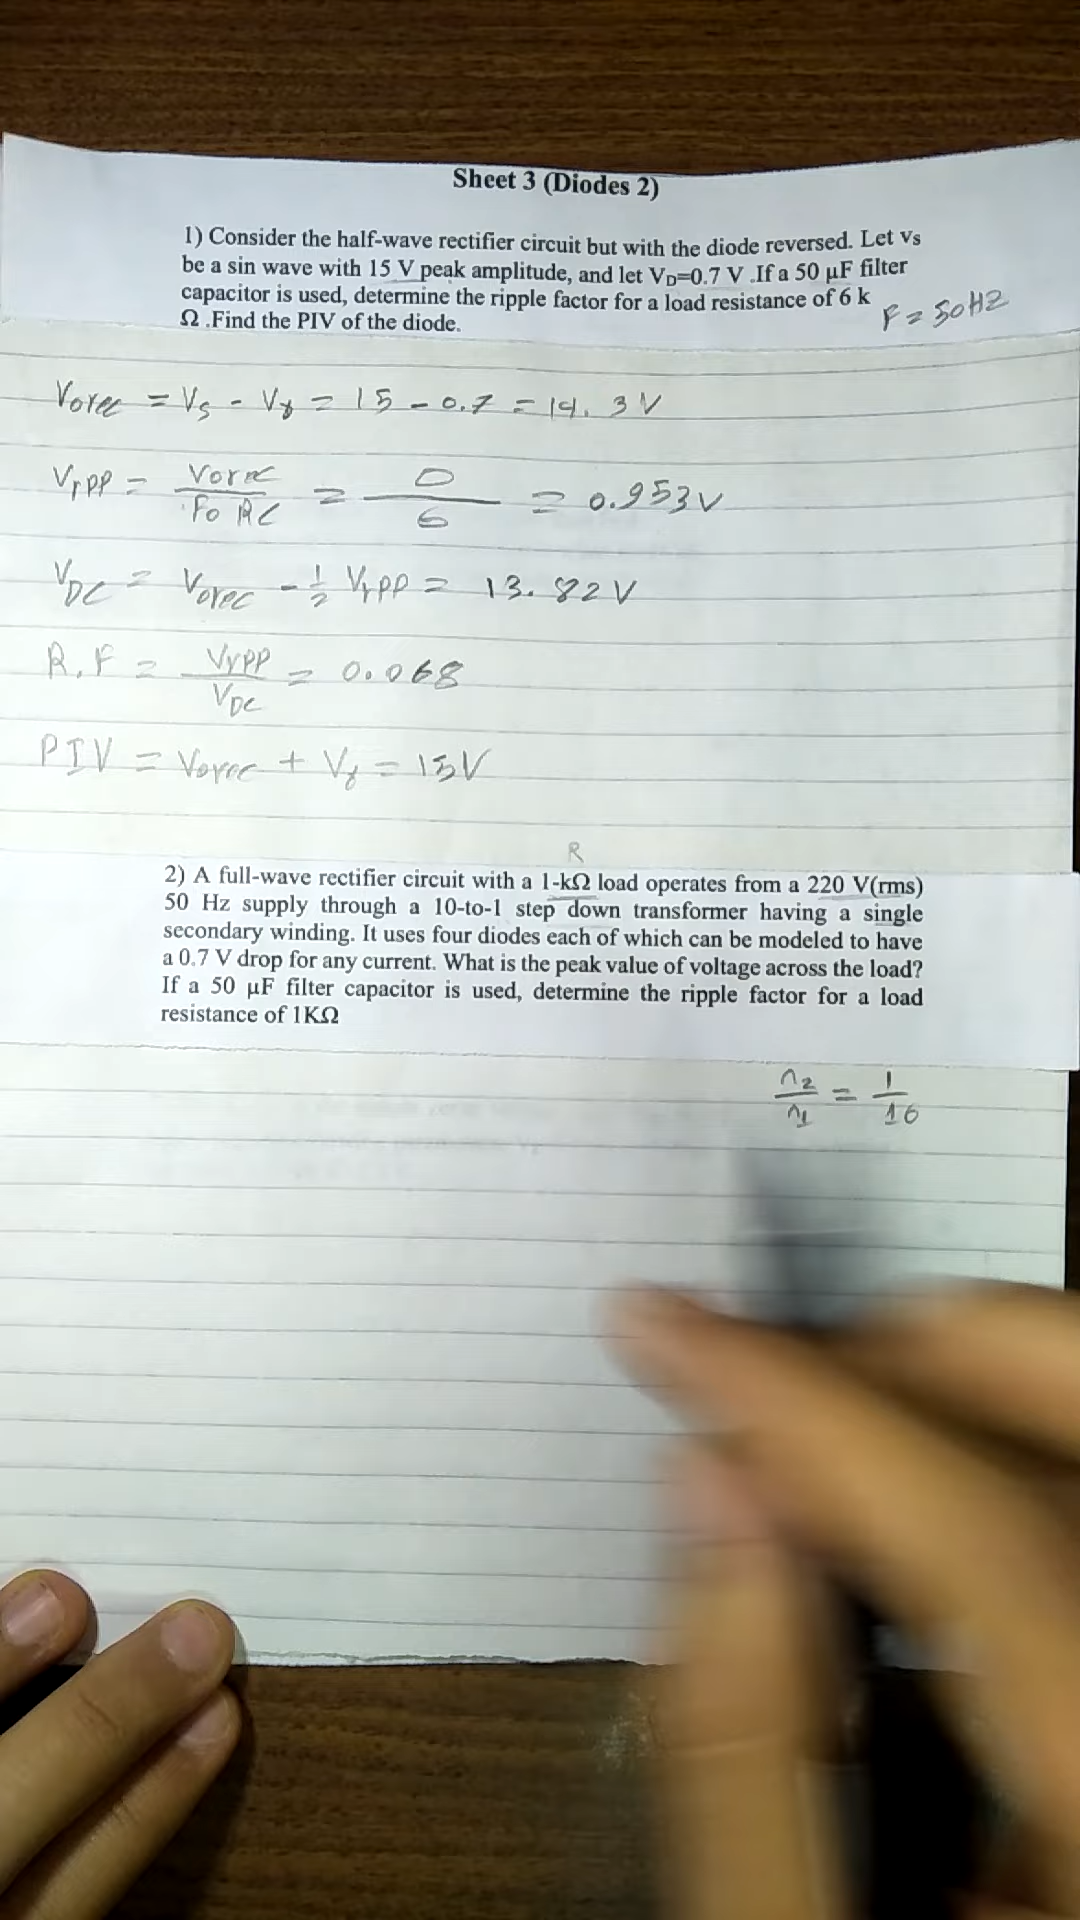 Sheet 3 (Diodes 2)
1) Consider the half-wave rectifier circuit but with the diode reversed. Let vs
be a sin wave with 15 V peak amplitude, and let VD=0.7 V .If a 50 µF filter
capacitor is used, determine the ripple factor for a load resistance of 6 k
Ω .Find the PIV of the diode.
F = 50HZ
Vorec = Vs - Vγ = 15 - 0.7 = 14.3V
Vrpp = Vorec / Fo RC = 0 / 6 = 0.953V
VDC = Vorec - 1/2 Vrpp = 13.82V
R.F = Vrpp / VDC = 0.068
PIV = Vorec + Vγ = 15V
R
2) A full-wave rectifier circuit with a 1-kΩ load operates from a 220 V(rms)
50 Hz supply through a 10-to-1 step down transformer having a single
secondary winding. It uses four diodes each of which can be modeled to have
a 0.7 V drop for any current. What is the peak value of voltage across the load?
If a 50 µF filter capacitor is used, determine the ripple factor for a load
resistance of 1KΩ
n2 / n1 = 1 / 10